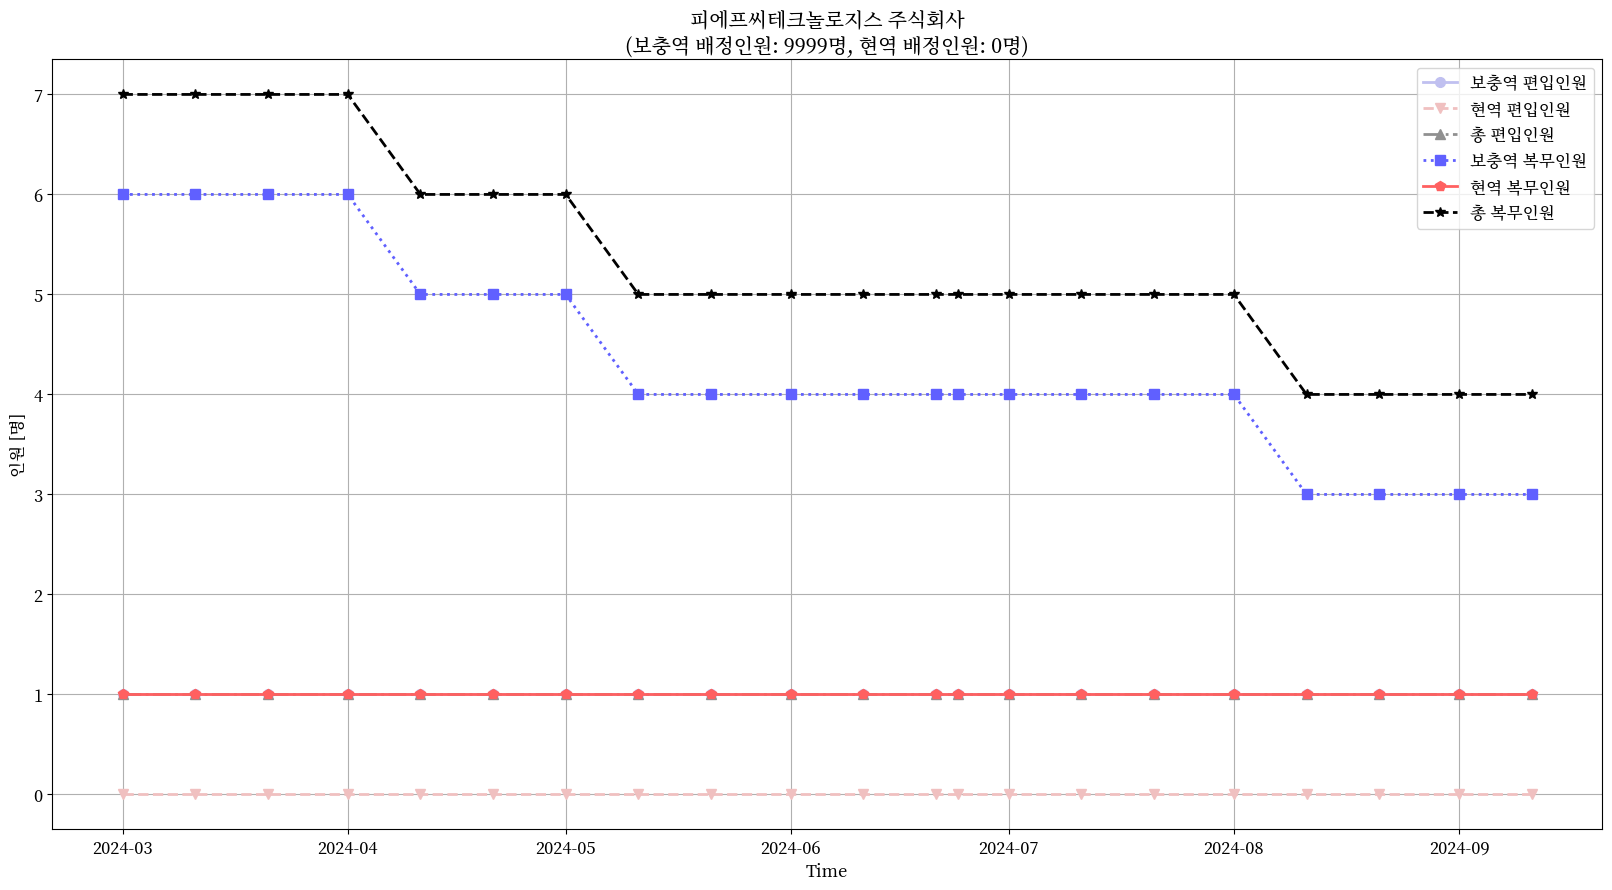 피에프씨테크놀로지스 주식회사
(보충역 배정인원: 9999명, 현역 배정인원: 0명)
보충역 편입인원
현역 편입인원
총 편입인원
보충역 복무인원
현역 복무인원
총 복무인원
인원 [명]
7
6
5
4
3
2
1
0
2024-03
2024-04
2024-05
2024-06
2024-07
2024-08
2024-09
Time